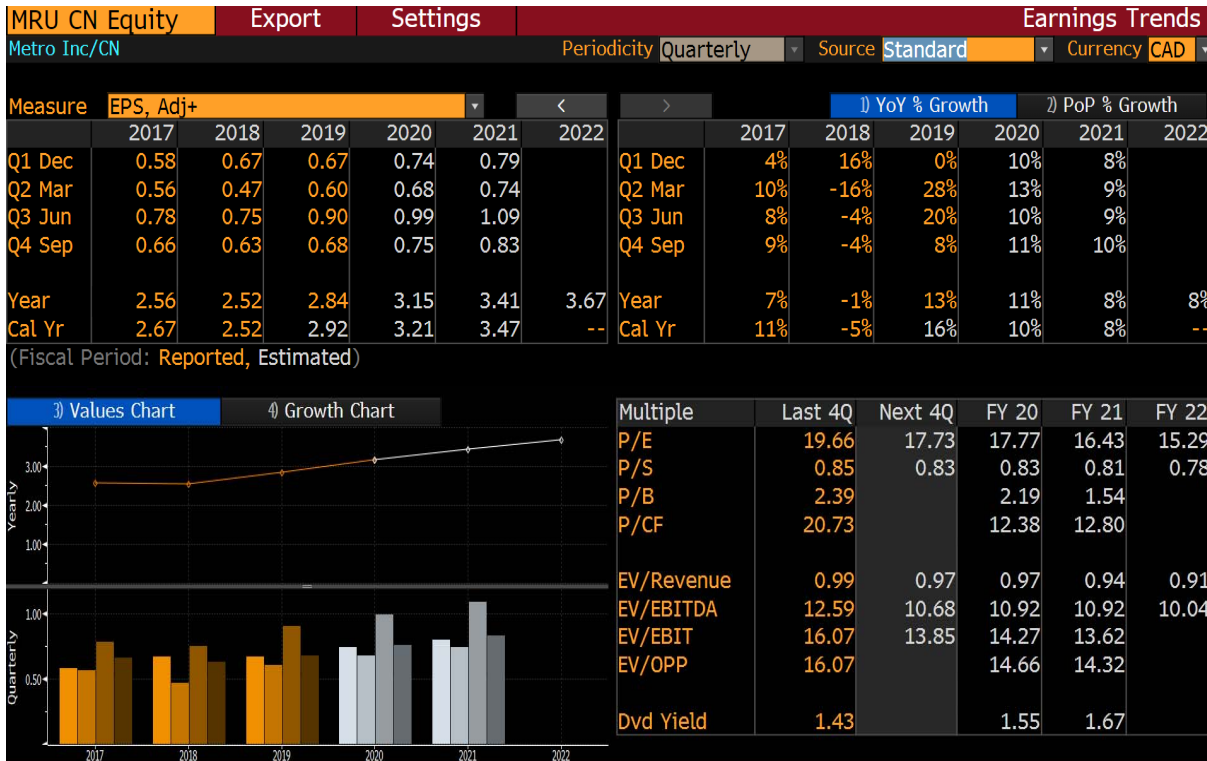 MRU CN Equity Export Settings Earnings Trends
Metro Inc/CN Periodicity Quarterly Source Standard Currency CAD
Measure EPS, Adj+ < > 1) YoY % Growth 2) PoP % Growth
2017 2018 2019 2020 2021 2022 2017 2018 2019 2020 2021 2022
Q1 Dec 0.58 0.67 0.67 0.74 0.79 Q1 Dec 4% 16% 0% 10% 8%
Q2 Mar 0.56 0.47 0.60 0.68 0.74 Q2 Mar 10% -16% 28% 13% 9%
Q3 Jun 0.78 0.75 0.90 0.99 1.09 Q3 Jun 8% -4% 20% 10% 9%
Q4 Sep 0.66 0.63 0.68 0.75 0.83 Q4 Sep 9% -4% 8% 11% 10%
Year 2.56 2.52 2.84 3.15 3.41 3.67 Year 7% -1% 13% 11% 8% 8%
Cal Yr 2.67 2.52 2.92 3.21 3.47 -- Cal Yr 11% -5% 16% 10% 8% --
(Fiscal Period: Reported, Estimated)
3) Values Chart 4) Growth Chart
Yearly
3.00
2.00
1.00
Quarterly
1.00
0.50
2017 2018 2019 2020 2021 2022
Multiple Last 4Q Next 4Q FY 20 FY 21 FY 22
P/E 19.66 17.73 17.77 16.43 15.29
P/S 0.85 0.83 0.83 0.81 0.78
P/B 2.39 2.19 1.54
P/CF 20.73 12.38 12.80
EV/Revenue 0.99 0.97 0.97 0.94 0.91
EV/EBITDA 12.59 10.68 10.92 10.92 10.04
EV/EBIT 16.07 13.85 14.27 13.62
EV/OPP 16.07 14.66 14.32
Dvd Yield 1.43 1.55 1.67